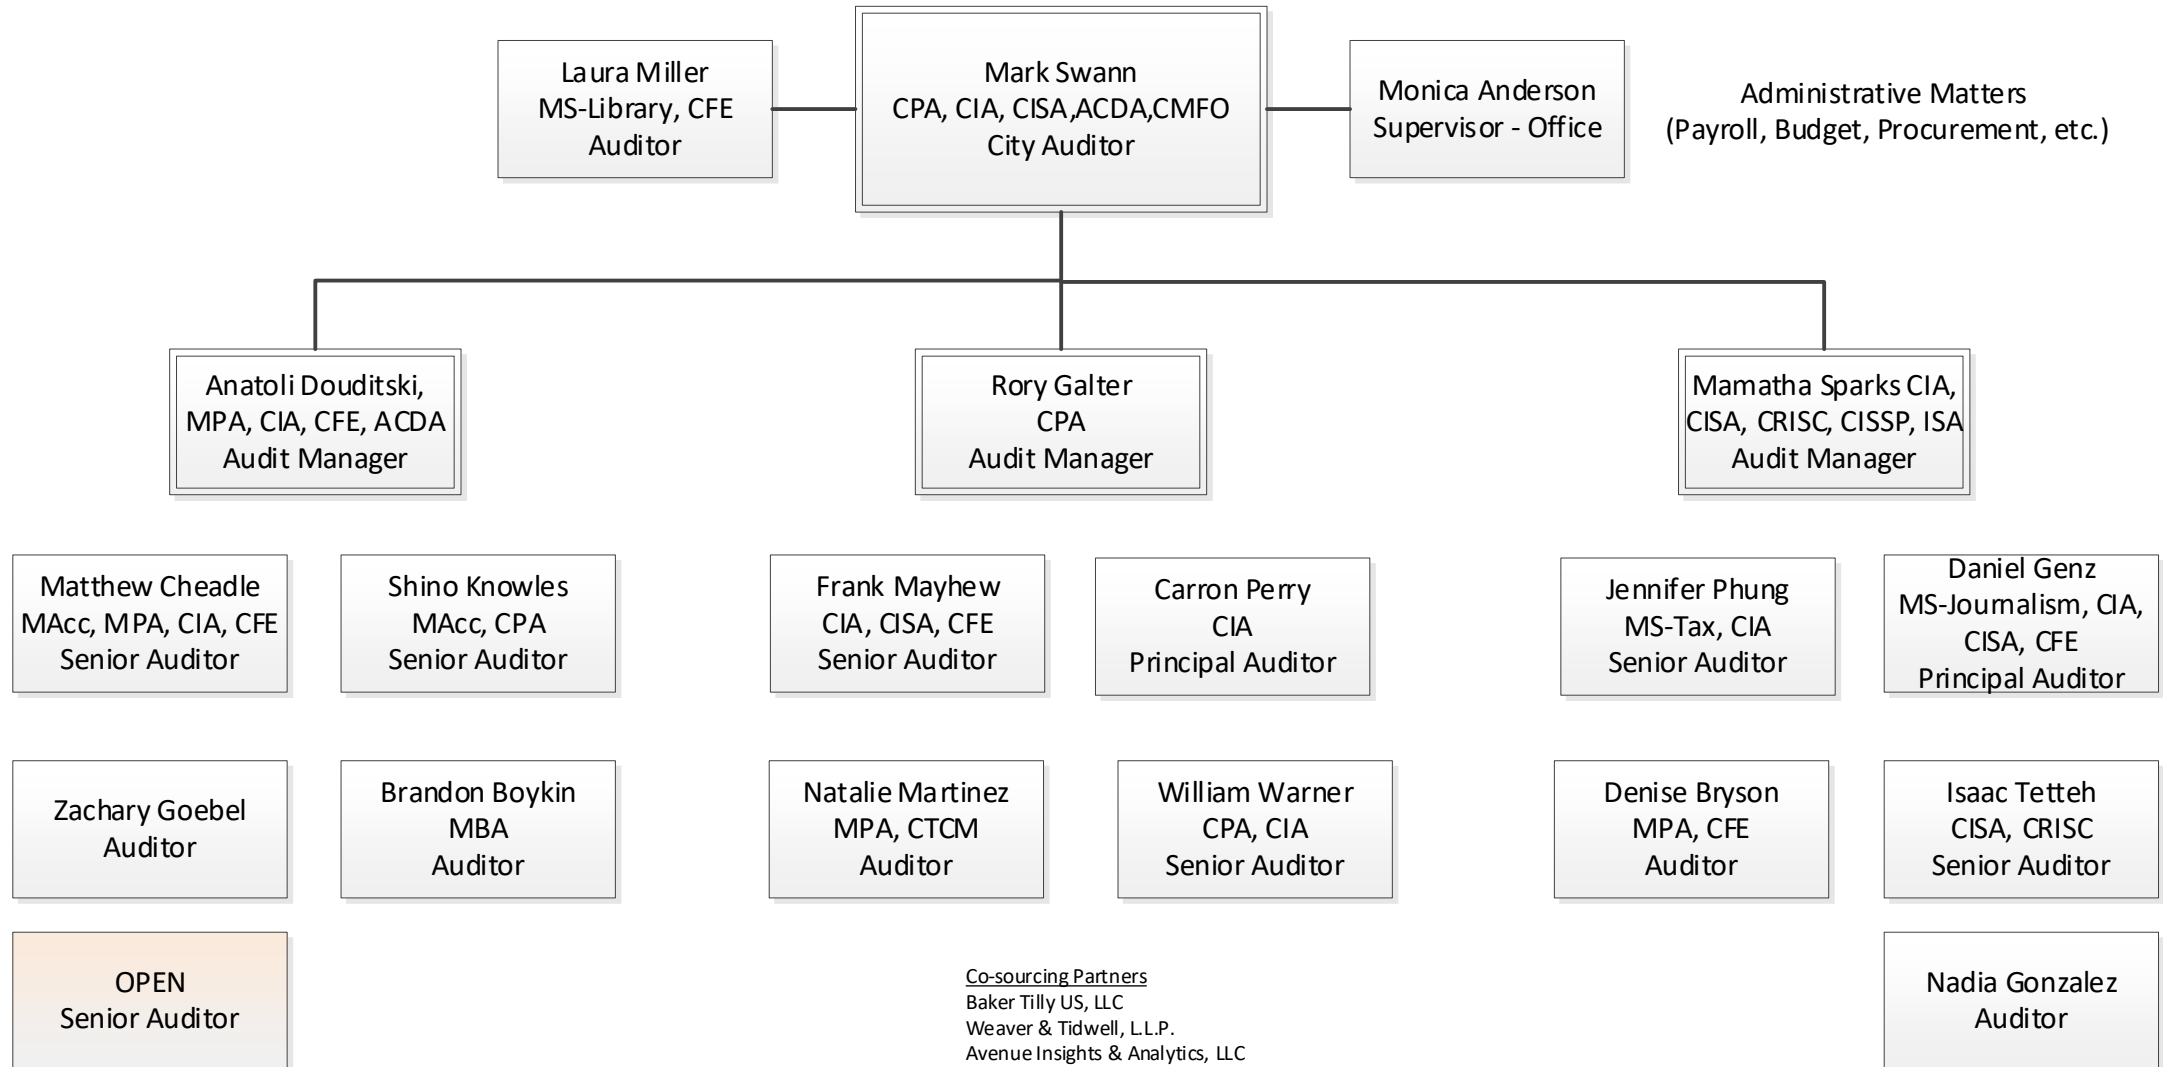 Laura Miller
MS-Library, CFE
Auditor
Mark Swann
CPA, CIA, CISA,ACDA,CMFO
City Auditor
Monica Anderson
Supervisor - Office
Administrative Matters
(Payroll, Budget, Procurement, etc.)
Anatoli Douditski,
MPA, CIA, CFE, ACDA
Audit Manager
Rory Galter
CPA
Audit Manager
Mamatha Sparks CIA,
CISA, CRISC, CISSP, ISA
Audit Manager
Matthew Cheadle
MAcc, MPA, CIA, CFE
Senior Auditor
Shino Knowles
MAcc, CPA
Senior Auditor
Frank Mayhew
CIA, CISA, CFE
Senior Auditor
Carron Perry
CIA
Principal Auditor
Jennifer Phung
MS-Tax, CIA
Senior Auditor
Daniel Genz
MS-Journalism, CIA,
CISA, CFE
Principal Auditor
Zachary Goebel
Auditor
Brandon Boykin
MBA
Auditor
Natalie Martinez
MPA, CTCM
Auditor
William Warner
CPA, CIA
Senior Auditor
Denise Bryson
MPA, CFE
Auditor
Isaac Tetteh
CISA, CRISC
Senior Auditor
OPEN
Senior Auditor
Co-sourcing Partners
Baker Tilly US, LLC
Weaver & Tidwell, L.L.P.
Avenue Insights & Analytics, LLC
Nadia Gonzalez
Auditor